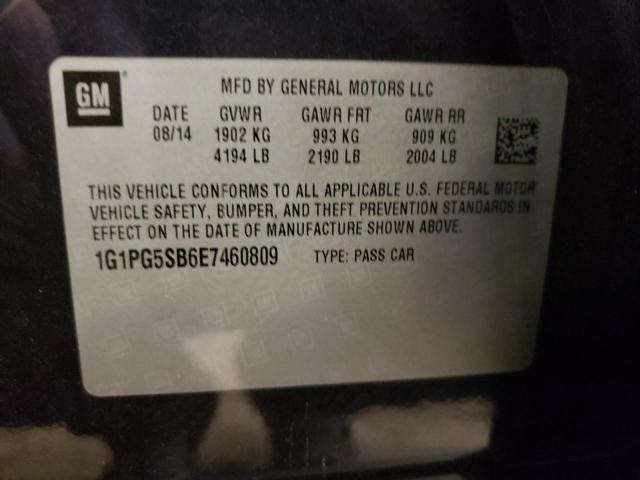 GM
MFD BY GENERAL MOTORS LLC
DATE GVWR GAWR FRT GAWR RR
08/14 1902 KG 993 KG 909 KG
4194 LB 2190 LB 2004 LB
THIS VEHICLE CONFORMS TO ALL APPLICABLE U.S. FEDERAL MOTOR
VEHICLE SAFETY, BUMPER, AND THEFT PREVENTION STANDARDS IN
EFFECT ON THE DATE OF MANUFACTURE SHOWN ABOVE.
1G1PG5SB6E7460809 TYPE: PASS CAR